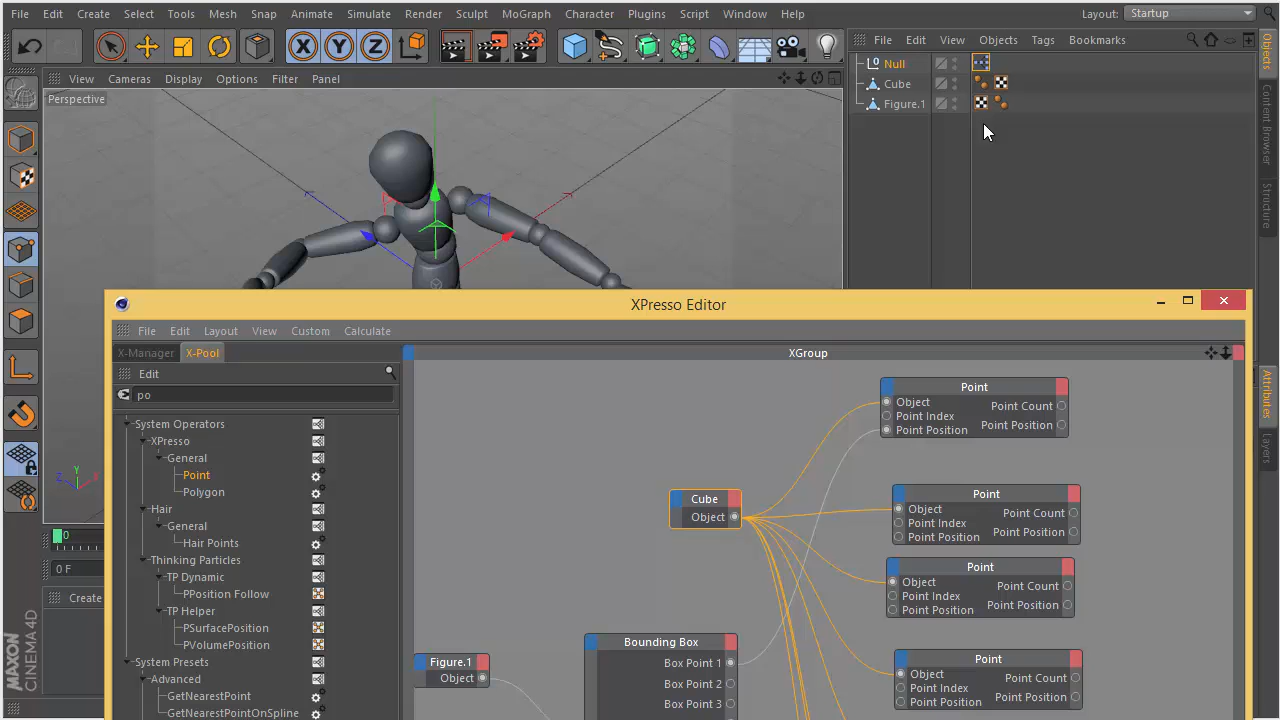 File Edit Create Select Tools Mesh Snap Animate Simulate Render Sculpt MoGraph Character Plugins Script Window Help Layout: Startup
X Y Z
File Edit View Objects Tags Bookmarks
Null
Cube
Figure.1
View Cameras Display Options Filter Panel
Perspective
Y
Z X
0
0 F
Create
MAXON
CINEMA 4D
Objects
Content Browser
Structure
Attributes
Layers
XPresso Editor
File Edit Layout View Custom Calculate
X-Manager X-Pool
Edit
po
System Operators
XPresso
General
Point
Polygon
Hair
General
Hair Points
Thinking Particles
TP Dynamic
PPosition Follow
TP Helper
PSurfacePosition
PVolumePosition
System Presets
Advanced
GetNearestPoint
GetNearestPointOnSpline
XGroup
Point
Object Point Count
Point Index
Point Position Point Position
Cube
Object
Point
Object Point Count
Point Index
Point Position Point Position
Point
Object Point Count
Point Index
Point Position Point Position
Point
Object Point Count
Point Index
Point Position Point Position
Figure.1
Object
Bounding Box
Box Point 1
Box Point 2
Box Point 3